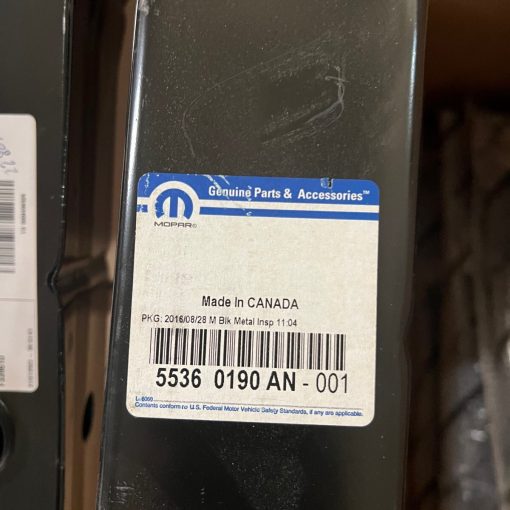 Genuine Parts & Accessories™
MOPAR®
Made In CANADA
PKG: 2016/08/28 M Blk Metal Insp 11:04
5536 0190 AN - 001
L-8059
Contents conform to U.S. Federal Motor Vehicle Safety Standards, if any are applicable.